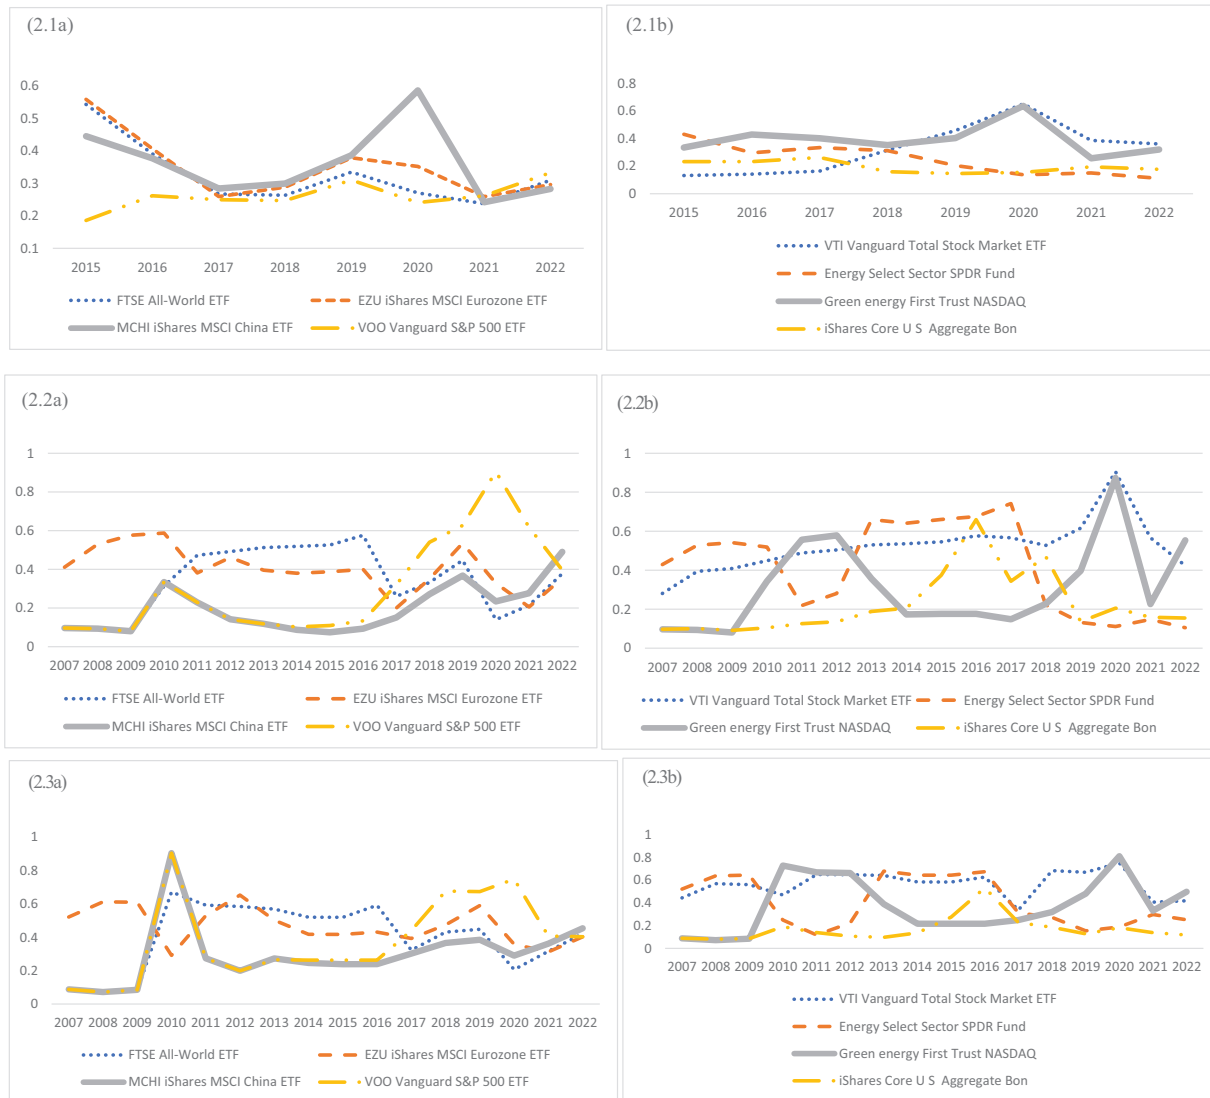 (2.1a)
0.6
0.5
0.4
0.3
0.2
0.1
2015 2016 2017 2018 2019 2020 2021 2022
FTSE All-World ETF EZU iShares MSCI Eurozone ETF
MCHI iShares MSCI China ETF VOO Vanguard S&P 500 ETF
(2.1b)
0.8
0.6
0.4
0.2
0
2015 2016 2017 2018 2019 2020 2021 2022
VTI Vanguard Total Stock Market ETF
Energy Select Sector SPDR Fund
Green energy First Trust NASDAQ
iShares Core U S Aggregate Bon
(2.2a)
1
0.8
0.6
0.4
0.2
0
2007 2008 2009 2010 2011 2012 2013 2014 2015 2016 2017 2018 2019 2020 2021 2022
FTSE All-World ETF EZU iShares MSCI Eurozone ETF
MCHI iShares MSCI China ETF VOO Vanguard S&P 500 ETF
(2.2b)
1
0.8
0.6
0.4
0.2
0
2007 2008 2009 2010 2011 2012 2013 2014 2015 2016 2017 2018 2019 2020 2021 2022
VTI Vanguard Total Stock Market ETF Energy Select Sector SPDR Fund
Green energy First Trust NASDAQ iShares Core U S Aggregate Bon
(2.3a)
1
0.8
0.6
0.4
0.2
0
2007 2008 2009 2010 2011 2012 2013 2014 2015 2016 2017 2018 2019 2020 2021 2022
FTSE All-World ETF EZU iShares MSCI Eurozone ETF
MCHI iShares MSCI China ETF VOO Vanguard S&P 500 ETF
(2.3b)
1
0.8
0.6
0.4
0.2
0
2007 2008 2009 2010 2011 2012 2013 2014 2015 2016 2017 2018 2019 2020 2021 2022
VTI Vanguard Total Stock Market ETF
Energy Select Sector SPDR Fund
Green energy First Trust NASDAQ
iShares Core U S Aggregate Bon